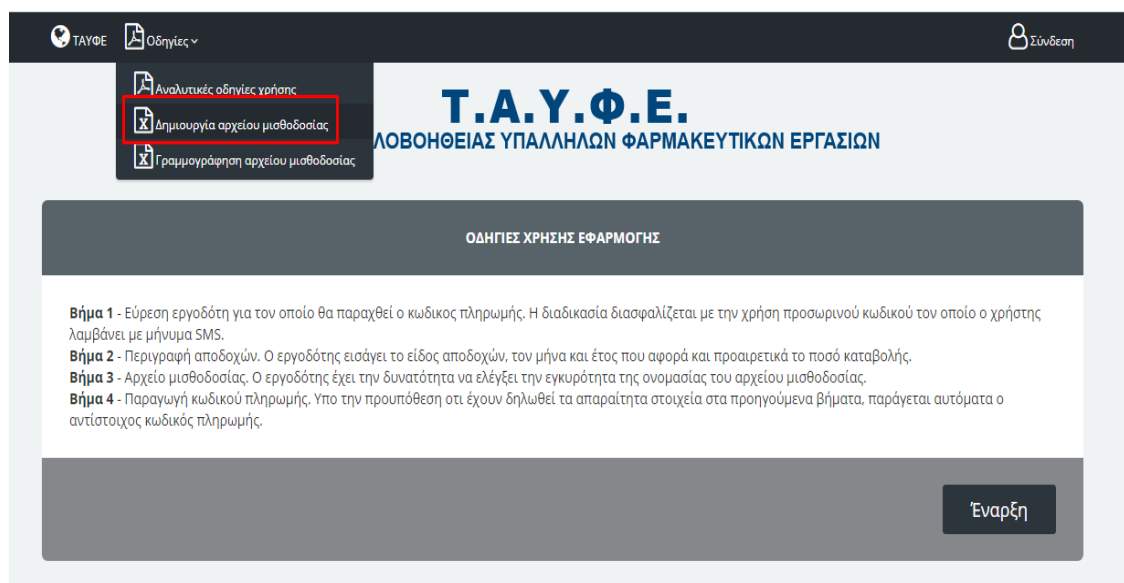 ΤΑΥΦΕ Οδηγίες Σύνδεση
Αναλυτικές οδηγίες χρήσης
Δημιουργία αρχείου μισθοδοσίας
Γραμμογράφηση αρχείου μισθοδοσίας
Τ.Α.Υ.Φ.Ε.
ΛΟΒΟΗΘΕΙΑΣ ΥΠΑΛΛΗΛΩΝ ΦΑΡΜΑΚΕΥΤΙΚΩΝ ΕΡΓΑΣΙΩΝ
ΟΔΗΓΙΕΣ ΧΡΗΣΗΣ ΕΦΑΡΜΟΓΗΣ
Βήμα 1 - Εύρεση εργοδότη για τον οποίο θα παραχθεί ο κωδικος πληρωμής. Η διαδικασία διασφαλίζεται με την χρήση προσωρινού κωδικού τον οποίο ο χρήστης
λαμβάνει με μήνυμα SMS.
Βήμα 2 - Περιγραφή αποδοχών. Ο εργοδότης εισάγει το είδος αποδοχών, τον μήνα και έτος που αφορά και προαιρετικά το ποσό καταβολής.
Βήμα 3 - Αρχείο μισθοδοσίας. Ο εργοδότης έχει την δυνατότητα να ελέγξει την εγκυρότητα της ονομασίας του αρχείου μισθοδοσίας.
Βήμα 4 - Παραγωγή κωδικού πληρωμής. Υπο την προυπόθεση οτι έχουν δηλωθεί τα απαραίτητα στοιχεία στα προηγούμενα βήματα, παράγεται αυτόματα ο
αντίστοιχος κωδικός πληρωμής.
Έναρξη